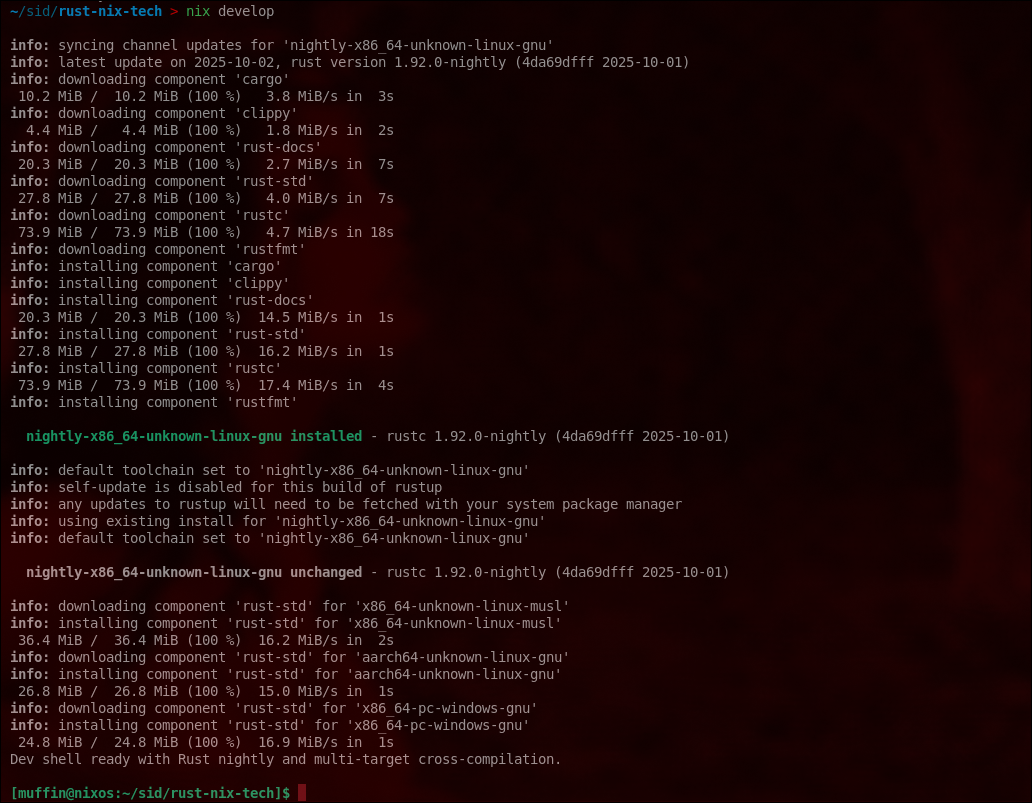 ~/sid/rust-nix-tech > nix develop
info: syncing channel updates for 'nightly-x86_64-unknown-linux-gnu'
info: latest update on 2025-10-02, rust version 1.92.0-nightly (4da69dfff 2025-10-01)
info: downloading component 'cargo'
 10.2 MiB /  10.2 MiB (100 %)   3.8 MiB/s in  3s
info: downloading component 'clippy'
  4.4 MiB /   4.4 MiB (100 %)   1.8 MiB/s in  2s
info: downloading component 'rust-docs'
 20.3 MiB /  20.3 MiB (100 %)   2.7 MiB/s in  7s
info: downloading component 'rust-std'
 27.8 MiB /  27.8 MiB (100 %)   4.0 MiB/s in  7s
info: downloading component 'rustc'
 73.9 MiB /  73.9 MiB (100 %)   4.7 MiB/s in 18s
info: downloading component 'rustfmt'
info: installing component 'cargo'
info: installing component 'clippy'
info: installing component 'rust-docs'
 20.3 MiB /  20.3 MiB (100 %)  14.5 MiB/s in  1s
info: installing component 'rust-std'
 27.8 MiB /  27.8 MiB (100 %)  16.2 MiB/s in  1s
info: installing component 'rustc'
 73.9 MiB /  73.9 MiB (100 %)  17.4 MiB/s in  4s
info: installing component 'rustfmt'
  nightly-x86_64-unknown-linux-gnu installed - rustc 1.92.0-nightly (4da69dfff 2025-10-01)
info: default toolchain set to 'nightly-x86_64-unknown-linux-gnu'
info: self-update is disabled for this build of rustup
info: any updates to rustup will need to be fetched with your system package manager
info: using existing install for 'nightly-x86_64-unknown-linux-gnu'
info: default toolchain set to 'nightly-x86_64-unknown-linux-gnu'
  nightly-x86_64-unknown-linux-gnu unchanged - rustc 1.92.0-nightly (4da69dfff 2025-10-01)
info: downloading component 'rust-std' for 'x86_64-unknown-linux-musl'
info: installing component 'rust-std' for 'x86_64-unknown-linux-musl'
 36.4 MiB /  36.4 MiB (100 %)  16.2 MiB/s in  2s
info: downloading component 'rust-std' for 'aarch64-unknown-linux-gnu'
info: installing component 'rust-std' for 'aarch64-unknown-linux-gnu'
 26.8 MiB /  26.8 MiB (100 %)  15.0 MiB/s in  1s
info: downloading component 'rust-std' for 'x86_64-pc-windows-gnu'
info: installing component 'rust-std' for 'x86_64-pc-windows-gnu'
 24.8 MiB /  24.8 MiB (100 %)  16.9 MiB/s in  1s
Dev shell ready with Rust nightly and multi-target cross-compilation.
[muffin@nixos:~/sid/rust-nix-tech]$